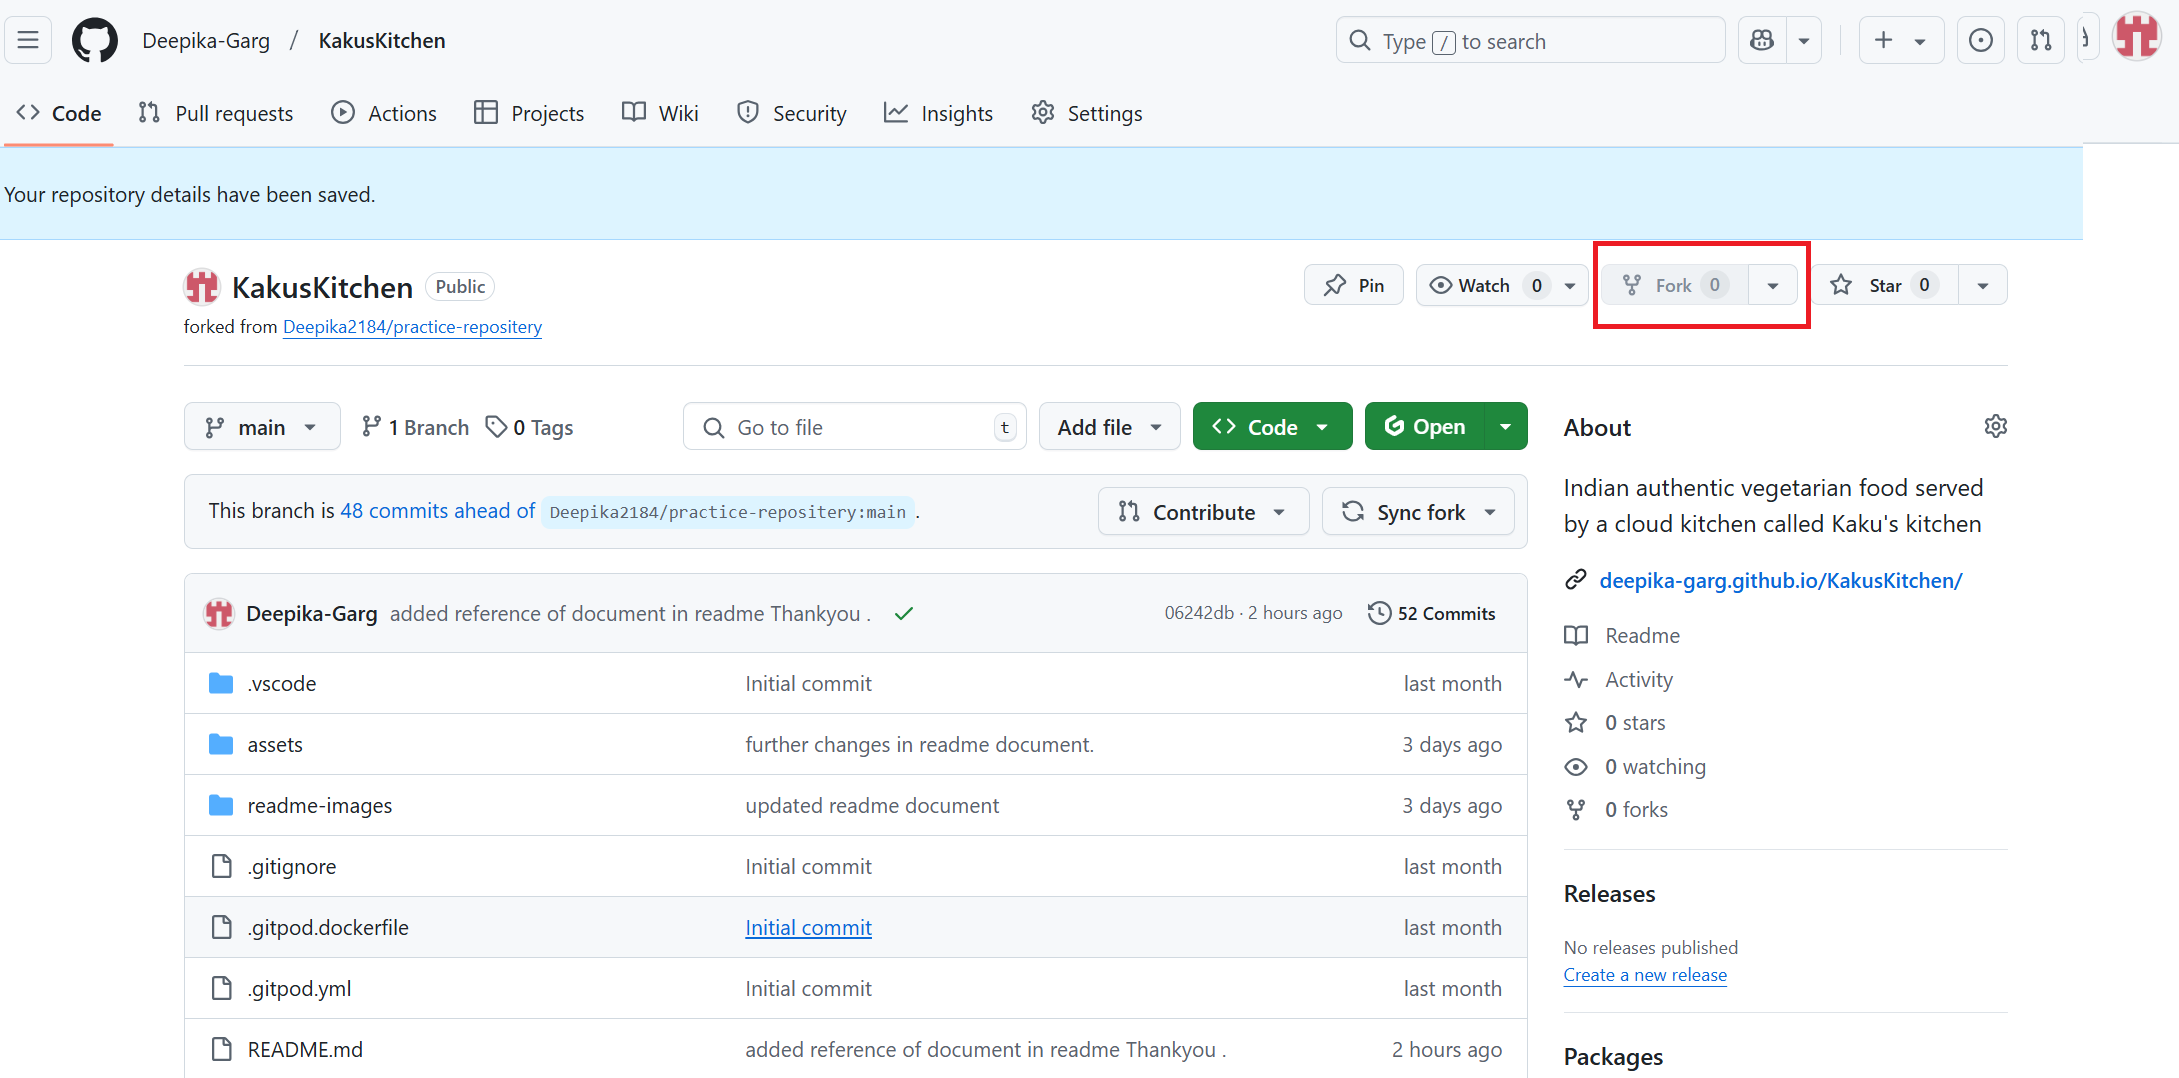 Deepika-Garg / KakusKitchen
Type / to search
Code Pull requests Actions Projects Wiki Security Insights Settings
Your repository details have been saved.
KakusKitchen Public
Pin Watch 0 Fork 0 Star 0
forked from Deepika2184/practice-repositery
main 1 Branch 0 Tags Go to file t Add file Code Open
About
Indian authentic vegetarian food served
by a cloud kitchen called Kaku's kitchen
deepika-garg.github.io/KakusKitchen/
Readme
Activity
0 stars
0 watching
0 forks
Releases
No releases published
Create a new release
Packages
This branch is 48 commits ahead of Deepika2184/practice-repositery:main .
Contribute Sync fork
Deepika-Garg added reference of document in readme Thankyou . 06242db · 2 hours ago 52 Commits
.vscode Initial commit last month
assets further changes in readme document. 3 days ago
readme-images updated readme document 3 days ago
.gitignore Initial commit last month
.gitpod.dockerfile Initial commit last month
.gitpod.yml Initial commit last month
README.md added reference of document in readme Thankyou . 2 hours ago